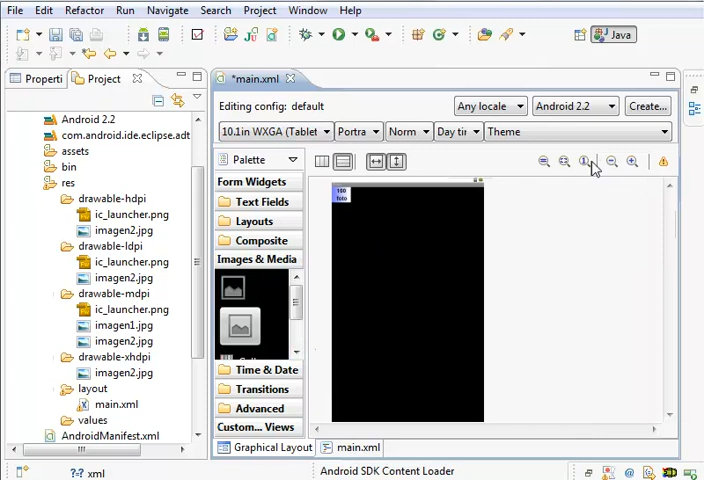 File Edit Refactor Run Navigate Search Project Window Help
Java
Properti Project
*main.xml
Android 2.2
com.android.ide.eclipse.adt
assets
bin
res
drawable-hdpi
ic_launcher.png
imagen2.jpg
drawable-ldpi
ic_launcher.png
imagen2.jpg
drawable-mdpi
ic_launcher.png
imagen1.jpg
imagen2.jpg
drawable-xhdpi
imagen2.jpg
layout
main.xml
values
AndroidManifest.xml
Editing config: default
Any locale Android 2.2 Create...
10.1in WXGA (Tablet Portra Norm Day tin Theme
Palette
Form Widgets
Text Fields
Layouts
Composite
Images & Media
Time & Date
Transitions
Advanced
Custom... Views
foto
Graphical Layout main.xml
xml
Android SDK Content Loader